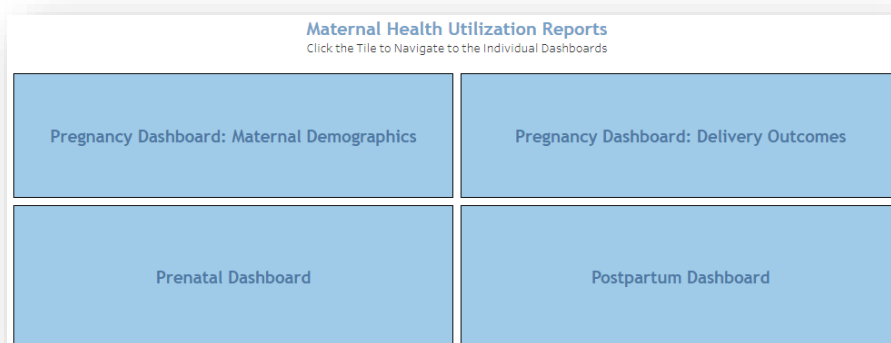 Maternal Health Utilization Reports
Click the Tile to Navigate to the Individual Dashboards
Pregnancy Dashboard: Maternal Demographics
Pregnancy Dashboard: Delivery Outcomes
Prenatal Dashboard
Postpartum Dashboard